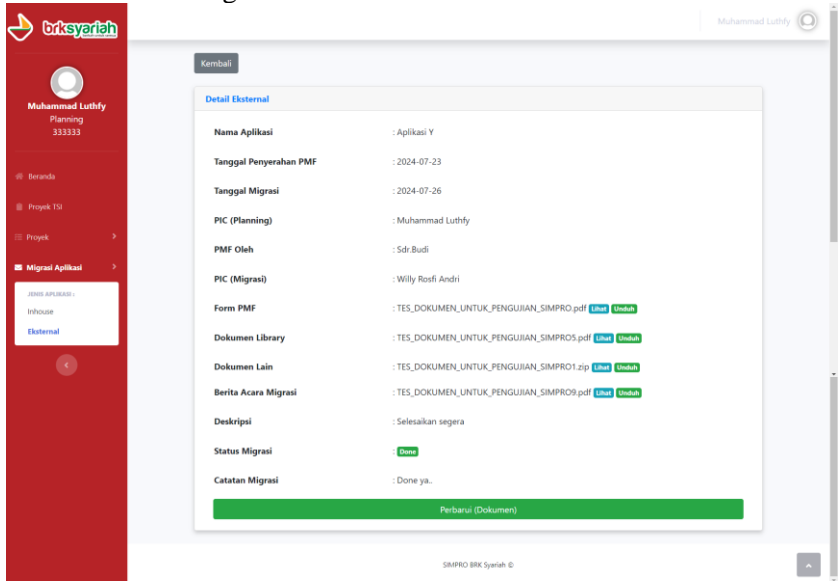 brksyariah
Muhammad Luthfy
Muhammad Luthfy
Planning
333333
Beranda
Proyek TSI
Proyek
Migrasi Aplikasi
JENIS APLIKASI :
Inhouse
Eksternal
Kembali
Detail Eksternal
Nama Aplikasi : Aplikasi Y
Tanggal Penyerahan PMF : 2024-07-23
Tanggal Migrasi : 2024-07-26
PIC (Planning) : Muhammad Luthfy
PMF Oleh : Sdr.Budi
PIC (Migrasi) : Willy Rosfi Andri
Form PMF : TES_DOKUMEN_UNTUK_PENGUJIAN_SIMPRO.pdf Lihat Unduh
Dokumen Library : TES_DOKUMEN_UNTUK_PENGUJIAN_SIMPRO5.pdf Lihat Unduh
Dokumen Lain : TES_DOKUMEN_UNTUK_PENGUJIAN_SIMPRO1.zip Lihat Unduh
Berita Acara Migrasi : TES_DOKUMEN_UNTUK_PENGUJIAN_SIMPRO9.pdf Lihat Unduh
Deskripsi : Selesaikan segera
Status Migrasi : Done
Catatan Migrasi : Done ya..
Perbarui (Dokumen)
SIMPRO BRK Syariah ©